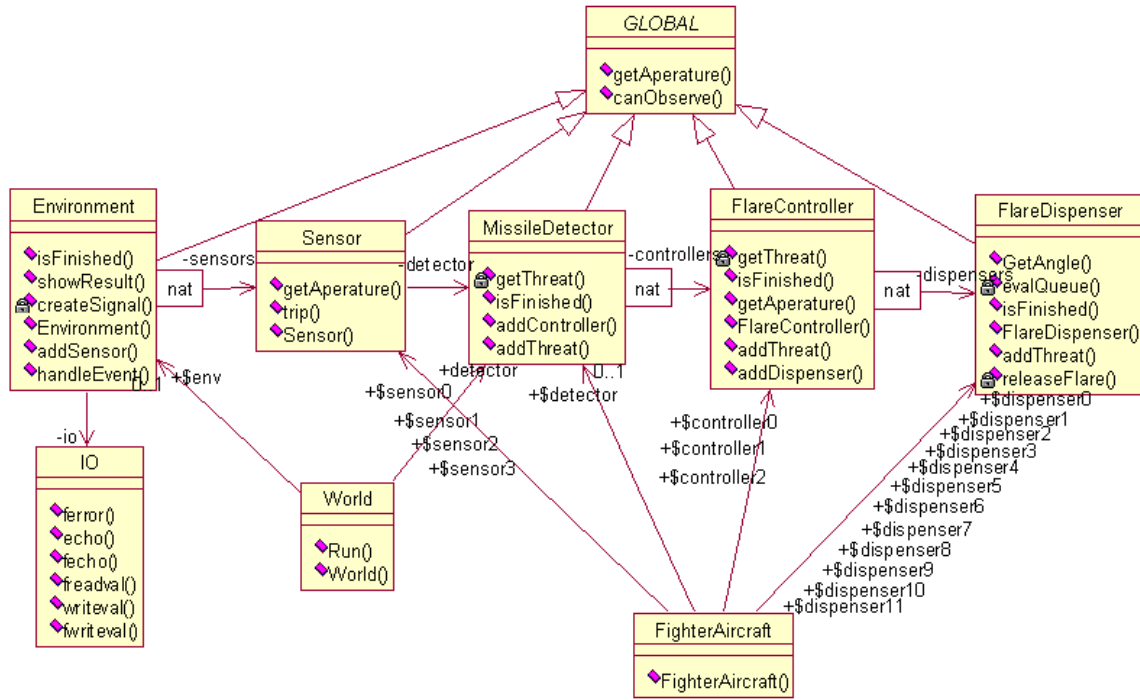 GLOBAL
getAperature()
canObserve()
Environment
isFinished()
showResult()
createSignal()
Environment()
addSensor()
handleEvent()
nat
-sensors
Sensor
getAperature()
trip()
Sensor()
-detector
MissileDetector
getThreat()
isFinished()
addController()
addThreat()
nat
-controllers
FlareController
getThreat()
isFinished()
getAperature()
FlareController()
addThreat()
addDispenser()
nat
-dispensers
FlareDispenser
GetAngle()
evalQueue()
isFinished()
FlareDispenser()
addThreat()
releaseFlare()
0..1
+$env
+detector
0..1
+$detector
+$sensor0
+$sensor1
+$sensor2
+$sensor3
+$controller0
+$controller1
+$controller2
+$dispenser0
+$dispenser1
+$dispenser2
+$dispenser3
+$dispenser4
+$dispenser5
+$dispenser6
+$dispenser7
+$dispenser8
+$dispenser9
+$dispenser10
+$dispenser11
-io
IO
ferror()
echo()
fecho()
freadval()
writeval()
fwriteval()
World
Run()
World()
FighterAircraft
FighterAircraft()